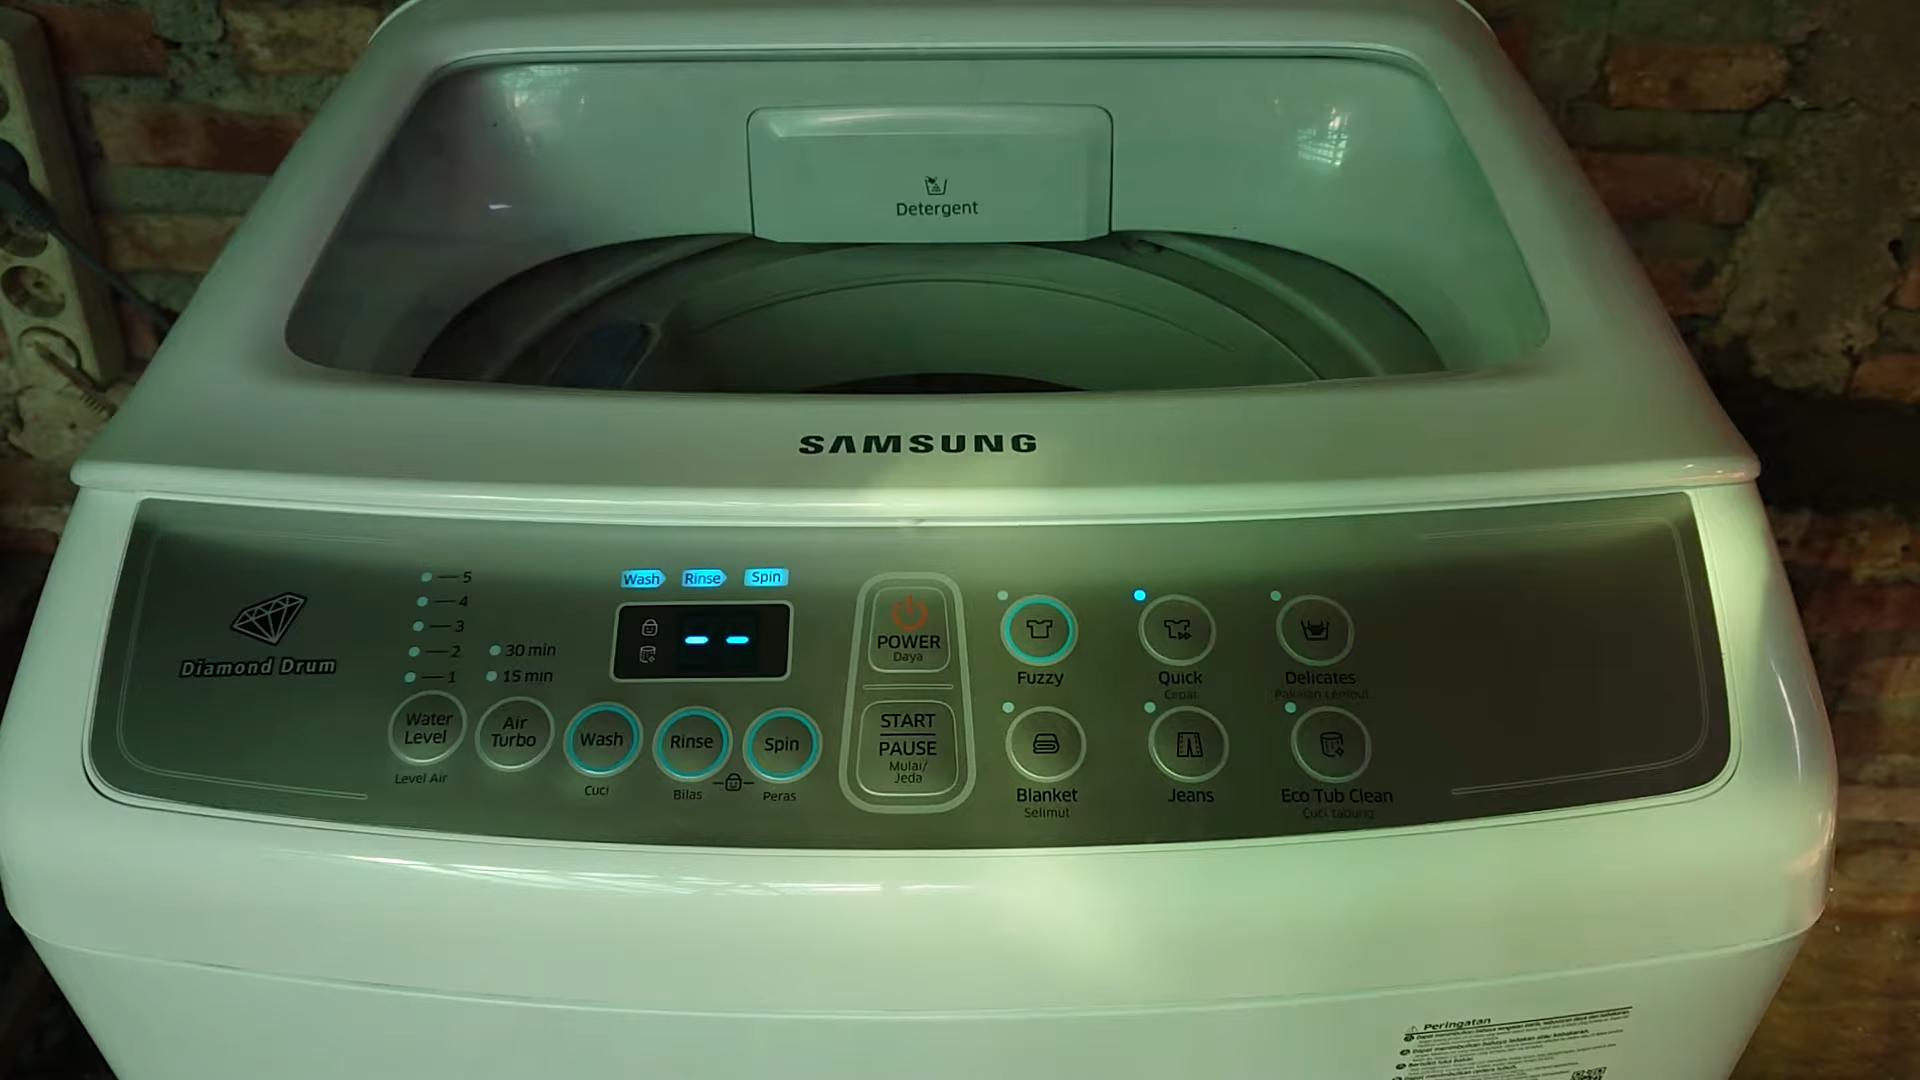 Detergent
SAMSUNG
Diamond Drum
5
4
3
2
1
30 min
15 min
Water
Level
Level Air
Air
Turbo
Wash
Rinse
Spin
Wash
Cuci
Rinse
Bilas
Spin
Peras
POWER
Daya
START
PAUSE
Mulai/
Jeda
Fuzzy
Quick
Cepat
Delicates
Pakaian Lembut
Blanket
Selimut
Jeans
Eco Tub Clean
Cuci tabung
Peringatan